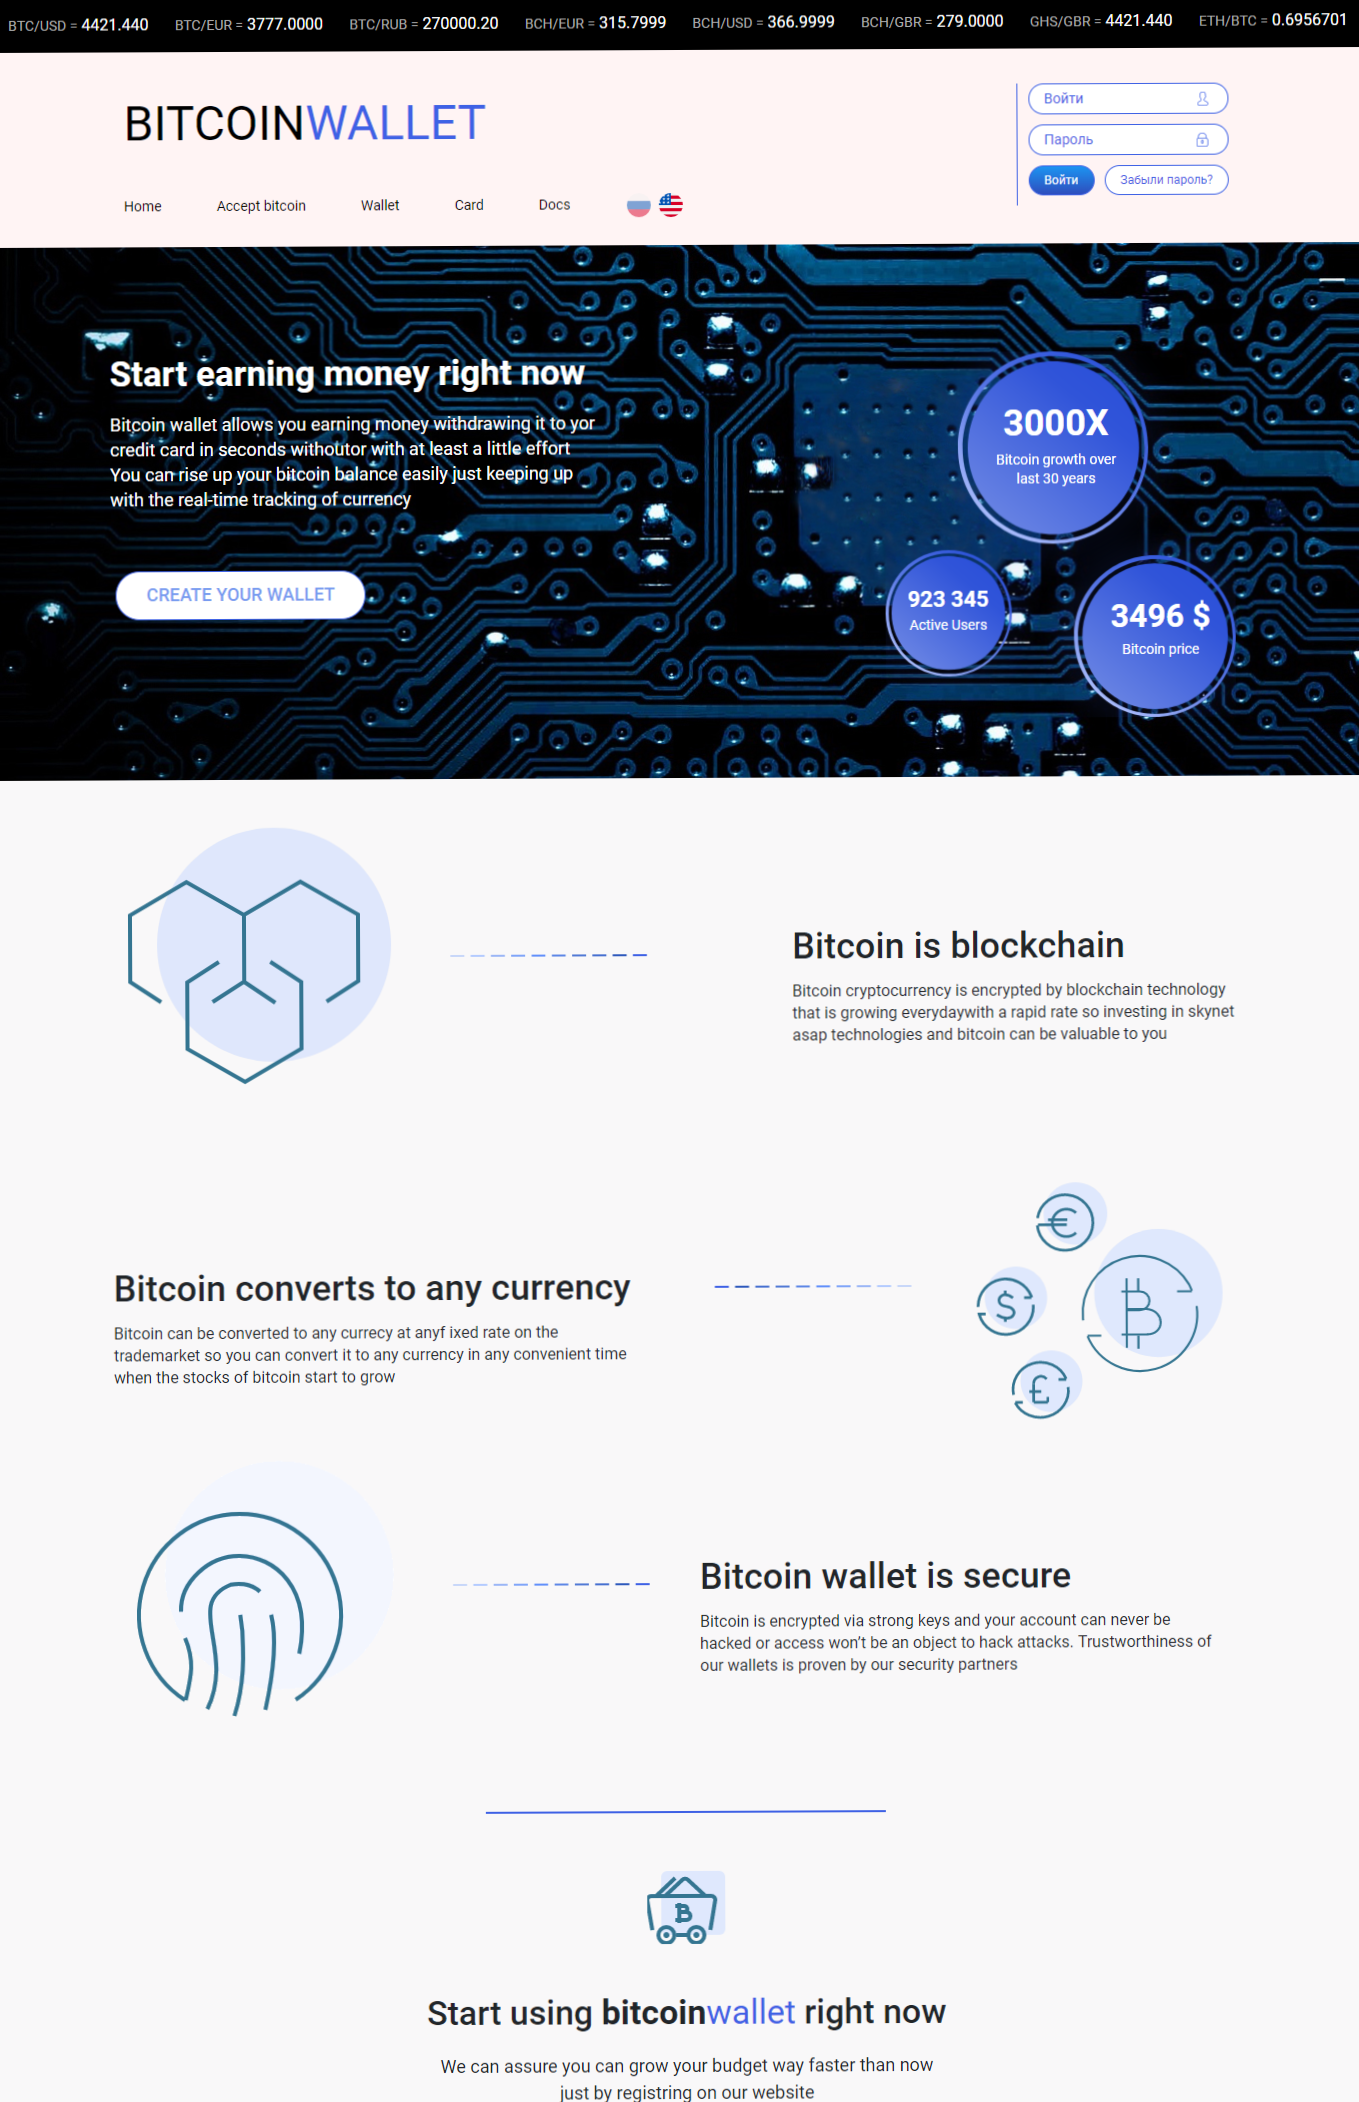 BTC/USD = 4421.440 BTC/EUR = 3777.0000 BTC/RUB = 270000.20 BCH/EUR = 315.7999 BCH/USD = 366.9999 BCH/GBR = 279.0000 GHS/GBR = 4421.440 ETH/BTC = 0.6956701
BITCOINWALLET
Войти
Пароль
Войти Забыли пароль?
Home Accept bitcoin Wallet Card Docs
Start earning money right now
Bitcoin wallet allows you earning money withdrawing it to yor
credit card in seconds withoutor with at least a little effort
You can rise up your bitcoin balance easily just keeping up
with the real-time tracking of currency
CREATE YOUR WALLET
3000X
Bitcoin growth over
last 30 years
923 345
Active Users
3496 $
Bitcoin price
Bitcoin is blockchain
Bitcoin cryptocurrency is encrypted by blockchain technology
that is growing everydaywith a rapid rate so investing in skynet
asap technologies and bitcoin can be valuable to you
Bitcoin converts to any currency
Bitcoin can be converted to any currecy at anyf ixed rate on the
trademarket so you can convert it to any currency in any convenient time
when the stocks of bitcoin start to grow
Bitcoin wallet is secure
Bitcoin is encrypted via strong keys and your account can never be
hacked or access won’t be an object to hack attacks. Trustworthiness of
our wallets is proven by our security partners
Start using bitcoinwallet right now
We can assure you can grow your budget way faster than now
just by registring on our website